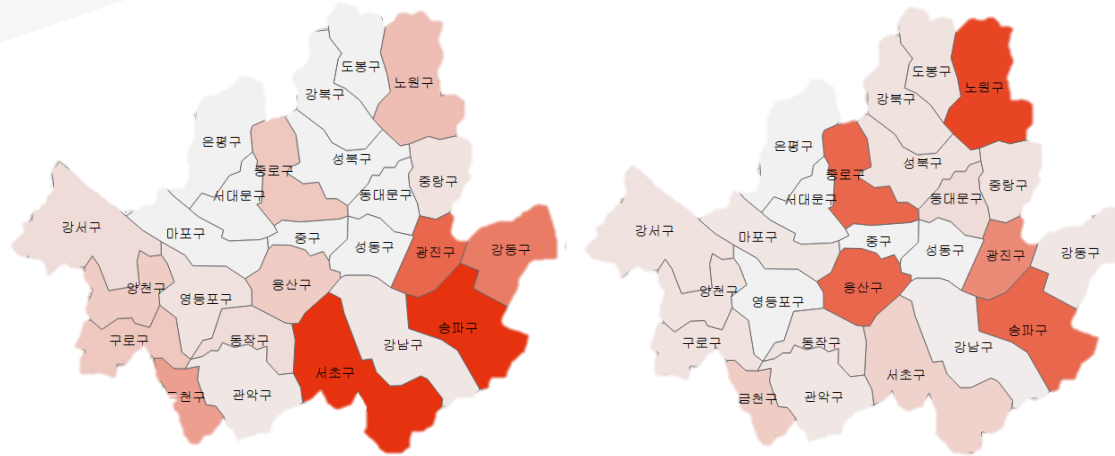 도봉구
노원구
강북구
은평구
성북구
종로구
동대문구
중랑구
서대문구
강서구
마포구
중구
성동구
광진구
강동구
양천구
용산구
영등포구
송파구
구로구
동작구
강남구
서초구
금천구
관악구
도봉구
노원구
강북구
은평구
성북구
종로구
동대문구
중랑구
서대문구
강서구
마포구
중구
성동구
광진구
강동구
양천구
용산구
영등포구
송파구
구로구
동작구
강남구
서초구
금천구
관악구